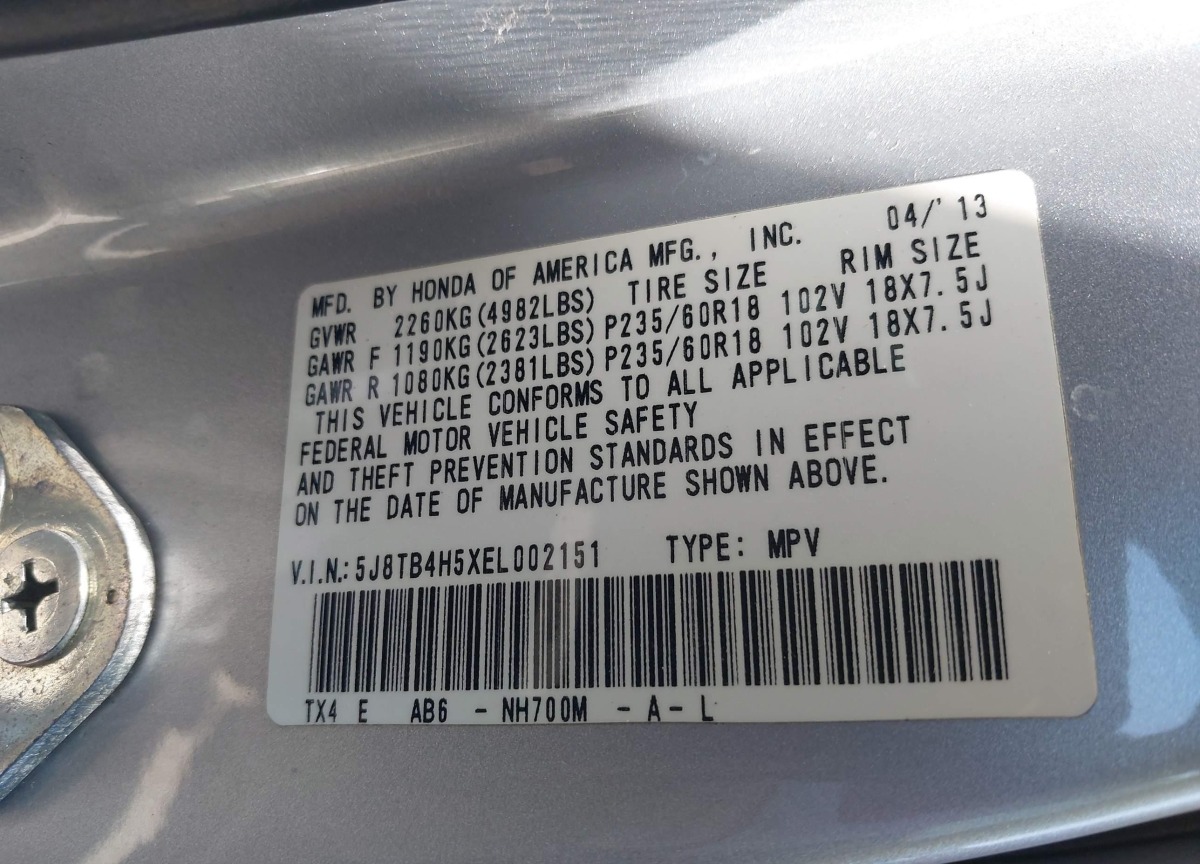 MFD. BY HONDA OF AMERICA MFG., INC. 04/'13
GVWR 2260KG(4982LBS) TIRE SIZE RIM SIZE
GAWR F 1190KG(2623LBS) P235/60R18 102V 18X7.5J
GAWR R 1080KG(2381LBS) P235/60R18 102V 18X7.5J
THIS VEHICLE CONFORMS TO ALL APPLICABLE
FEDERAL MOTOR VEHICLE SAFETY
AND THEFT PREVENTION STANDARDS IN EFFECT
ON THE DATE OF MANUFACTURE SHOWN ABOVE.
V.I.N.: 5J8TB4H5XEL002151 TYPE: MPV
TX4 E AB6 - NH700M - A - L